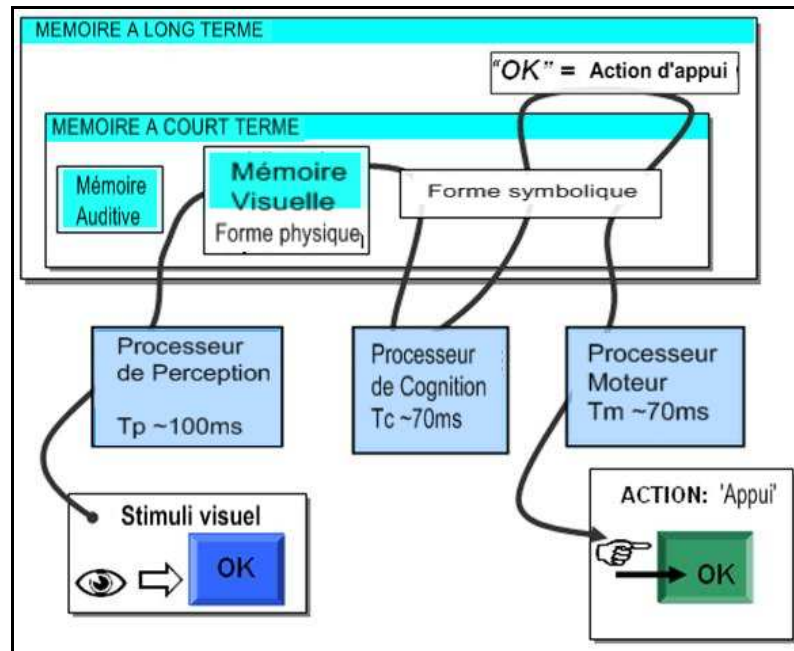 MEMOIRE A LONG TERME
"OK" = Action d'appui
MEMOIRE A COURT TERME
Mémoire
Auditive
Mémoire
Visuelle
Forme physique
Forme symbolique
Processeur
de Perception
Tp ~100ms
Processeur
de Cognition
Tc ~70ms
Processeur
Moteur
Tm ~70ms
Stimuli visuel
OK
ACTION: 'Appui'
OK